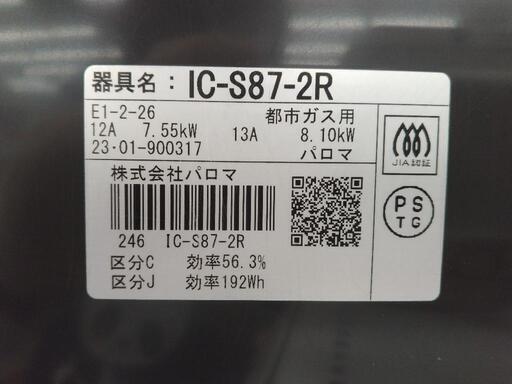 器具名：IC-S87-2R
E1-2-26 都市ガス用
12A 7.55kW 13A 8.10kW
23・01-900317 パロマ
JIA認証
株式会社パロマ
PS
TG
246 IC-S87-2R
区分C 効率56.3%
区分J 効率192Wh